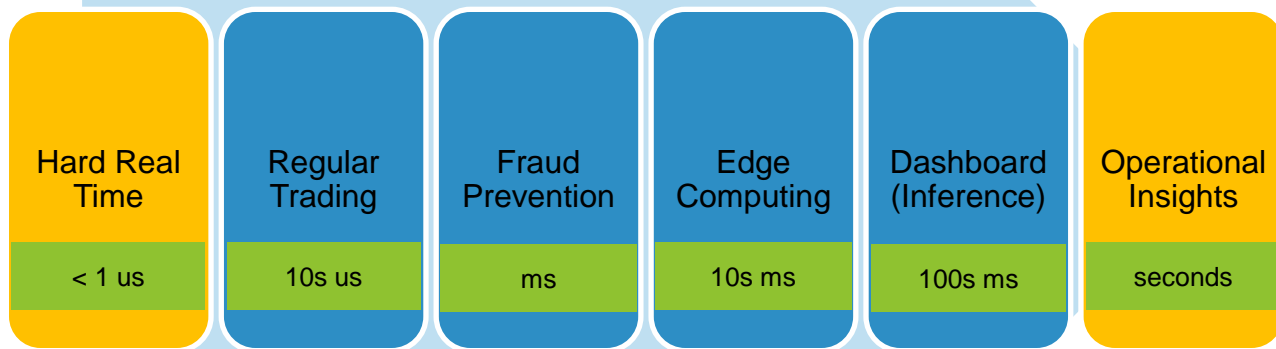 Hard Real
Time
< 1 us
Regular
Trading
10s us
Fraud
Prevention
ms
Edge
Computing
10s ms
Dashboard
(Inference)
100s ms
Operational
Insights
seconds